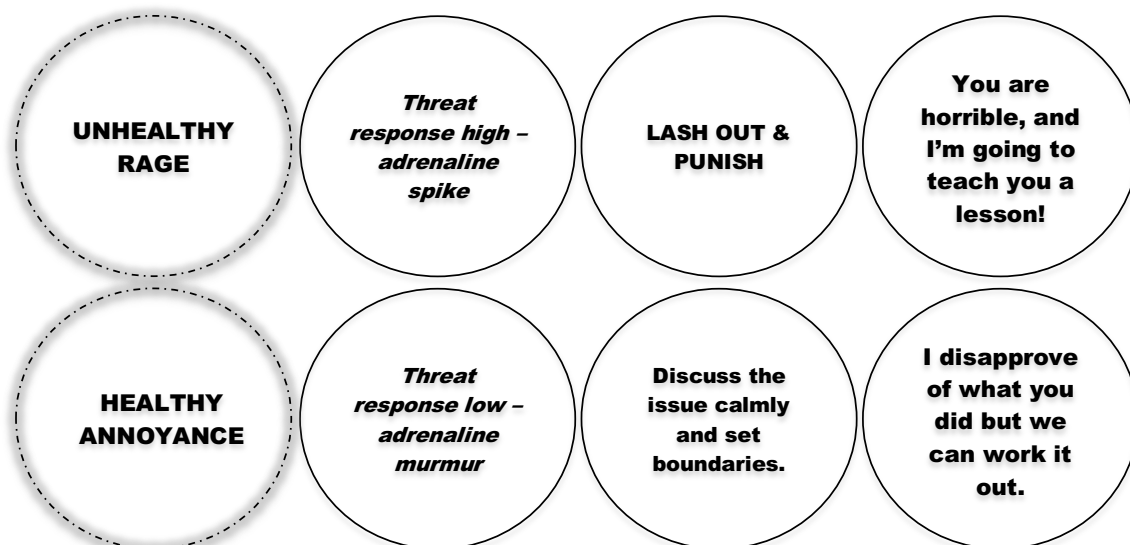 UNHEALTHY
RAGE
Threat
response high –
adrenaline
spike
LASH OUT &
PUNISH
You are
horrible, and
I'm going to
teach you a
lesson!
HEALTHY
ANNOYANCE
Threat
response low –
adrenaline
murmur
Discuss the
issue calmly
and set
boundaries.
I disapprove
of what you
did but we
can work it
out.